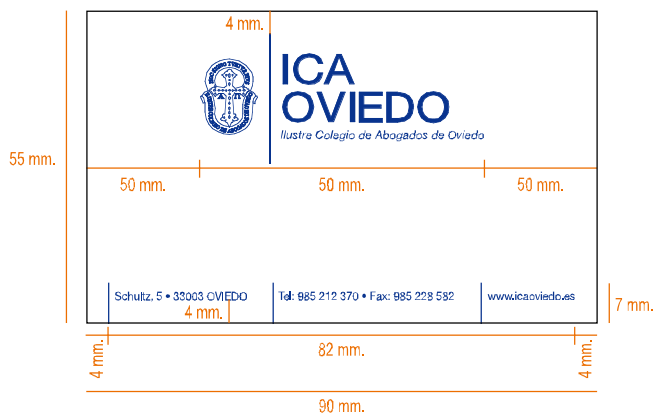 4 mm.
ICA
OVIEDO
Ilustre Colegio de Abogados de Oviedo
55 mm.
50 mm. 50 mm. 50 mm.
Schultz, 5 • 33003 OVIEDO Tel: 985 212 370 • Fax: 985 228 582 www.icaoviedo.es
4 mm. 7 mm.
4 mm. 82 mm. 4 mm.
90 mm.